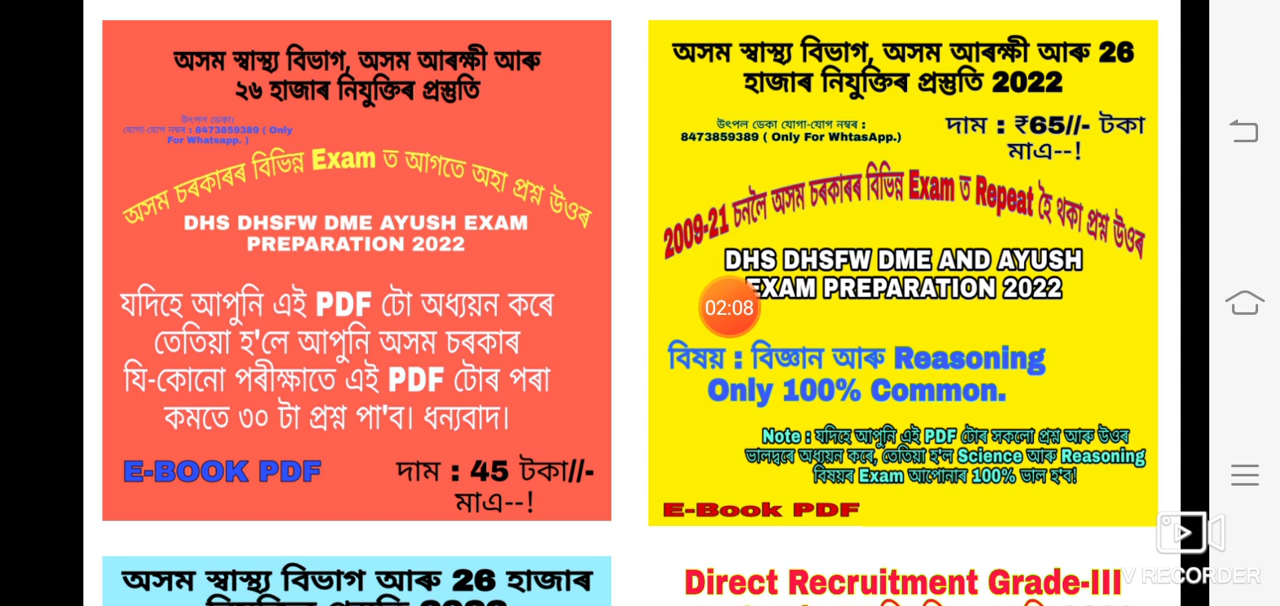 অসম স্বাস্থ্য বিভাগ, অসম আৰক্ষী আৰু
২৬ হাজাৰ নিযুক্তিৰ প্ৰস্তুতি
উৎপল ডেকা।
যোগা-যোগ নম্বৰ : 8473859389 ( Only
For Whatsapp. )
অসম চৰকাৰৰ বিভিন্ন Exam ত আগতে অহা প্ৰশ্ন উওৰ
DHS DHSFW DME AYUSH EXAM
PREPARATION 2022
যদিহে আপুনি এই PDF টো অধ্যয়ন কৰে
তেতিয়া হ'লে আপুনি অসম চৰকাৰ
যি-কোনো পৰীক্ষাতে এই PDF টোৰ পৰা
কমতে ৩০ টা প্ৰশ্ন পা'ব। ধন্যবাদ।
E-BOOK PDF
দাম : 45 টকা//-
মাএ--!
অসম স্বাস্থ্য বিভাগ, অসম আৰক্ষী আৰু 26
হাজাৰ নিযুক্তিৰ প্ৰস্তুতি 2022
উৎপল ডেকা যোগা-যোগ নম্বৰ :
8473859389 ( Only For WhtasApp.)
দাম : ₹65//- টকা
মাএ--!
2009-21 চনলৈ অসম চৰকাৰৰ বিভিন্ন Exam ত Repeat হৈ থকা প্ৰশ্ন উওৰ
DHS DHSFW DME AND AYUSH
EXAM PREPARATION 2022
02:08
বিষয় : বিজ্ঞান আৰু Reasoning
Only 100% Common.
Note : যদিহে আপুনি এই PDF টোৰ সকলো প্ৰশ্ন আৰু উওৰ
ভালদ্বৰে অধ্যয়ন কৰে, তেতিয়া হ'ল Science আৰু Reasoning
বিষয়ৰ Exam আপোনাৰ 100% ভাল হ'ব!
E-Book PDF
অসম স্বাস্থ্য বিভাগ আৰু 26 হাজাৰ
Direct Recruitment Grade-III
V RECORDER